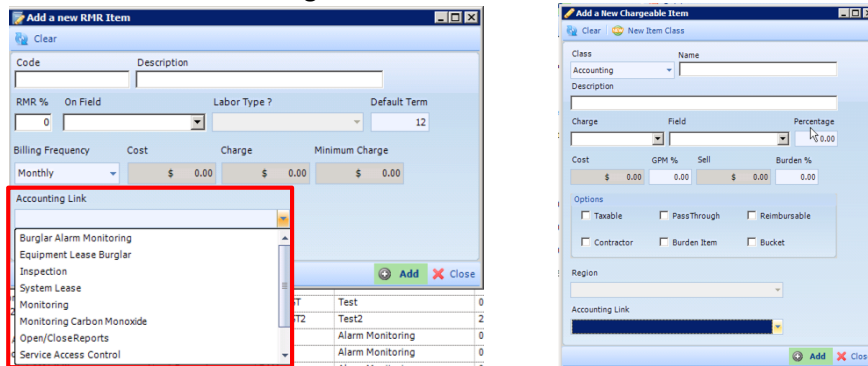 Add a new RMR Item
Clear
Code Description
RMR % On Field Labor Type ? Default Term
0 12
Billing Frequency Cost Charge Minimum Charge
Monthly $ 0.00 $ 0.00 $ 0.00
Accounting Link
Burglar Alarm Monitoring
Equipment Lease Burglar
Inspection
System Lease
Monitoring
Monitoring Carbon Monoxide
Open/CloseReports
Service Access Control
Add Close
Test
Test2
Alarm Monitoring
Alarm Monitoring
Add a New Chargeable Item
Clear New Item Class
Class Name
Accounting
Description
Charge Field Percentage
0.00
Cost GPM % Sell Burden %
$ 0.00 0.00 $ 0.00 0.00
Options
Taxable PassThrough Reimbursable
Contractor Burden Item Bucket
Region
Accounting Link
Add